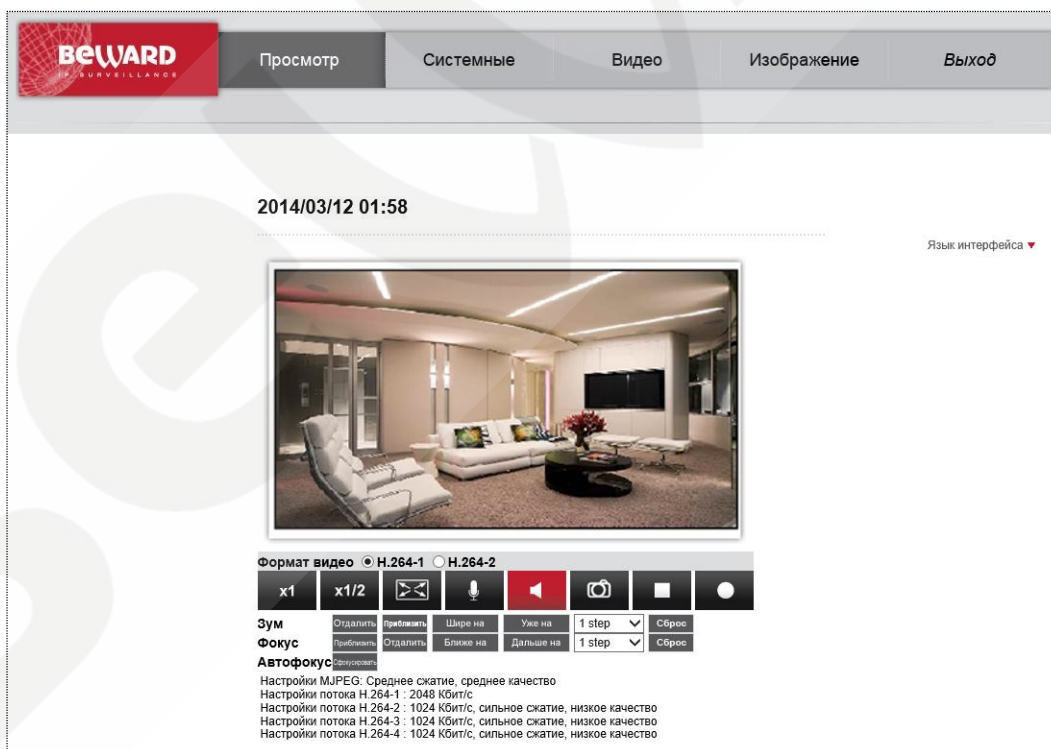 BEWARD
IP SURVEILLANCE
Просмотр Системные Видео Изображение Выход
2014/03/12 01:58
Язык интерфейса
Формат видео H.264-1 H.264-2
x1 x1/2
Зум Отдалить Приблизить Шире на Уже на 1 step Сброс
Фокус Приблизить Отдалить Ближе на Дальше на 1 step Сброс
Автофокус Сфокусировать
Настройки MJPEG: Среднее сжатие, среднее качество
Настройки потока H.264-1 : 2048 Кбит/с
Настройки потока H.264-2 : 1024 Кбит/с, сильное сжатие, низкое качество
Настройки потока H.264-3 : 1024 Кбит/с, сильное сжатие, низкое качество
Настройки потока H.264-4 : 1024 Кбит/с, сильное сжатие, низкое качество